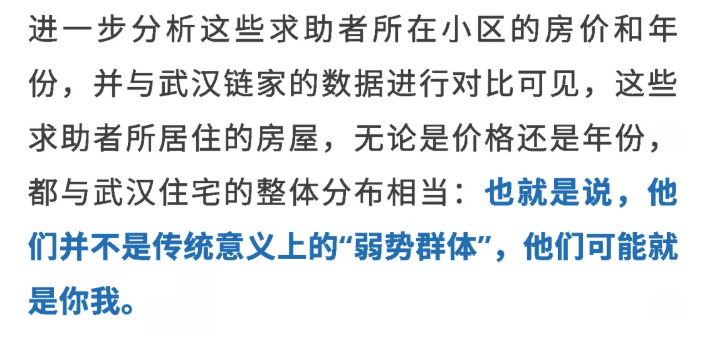 进一步分析这些求助者所在小区的房价和年
份，并与武汉链家的数据进行对比可见，这些
求助者所居住的房屋，无论是价格还是年份，
都与武汉住宅的整体分布相当：也就是说，他
们并不是传统意义上的“弱势群体”，他们可能就
是你我。